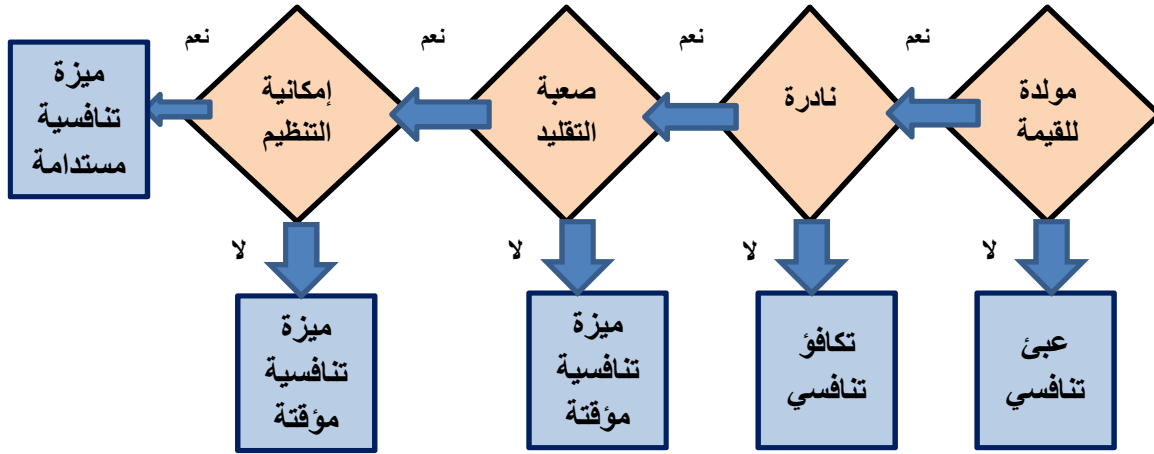 نعم
نعم
نعم
نعم
مولدة
للقيمة
نادرة
صعبة
التقليد
إمكانية
التنظيم
ميزة
تنافسية
مستدامة
لا
لا
لا
لا
عبئ
تنافسي
تكافؤ
تنافسي
ميزة
تنافسية
مؤقتة
ميزة
تنافسية
مؤقتة